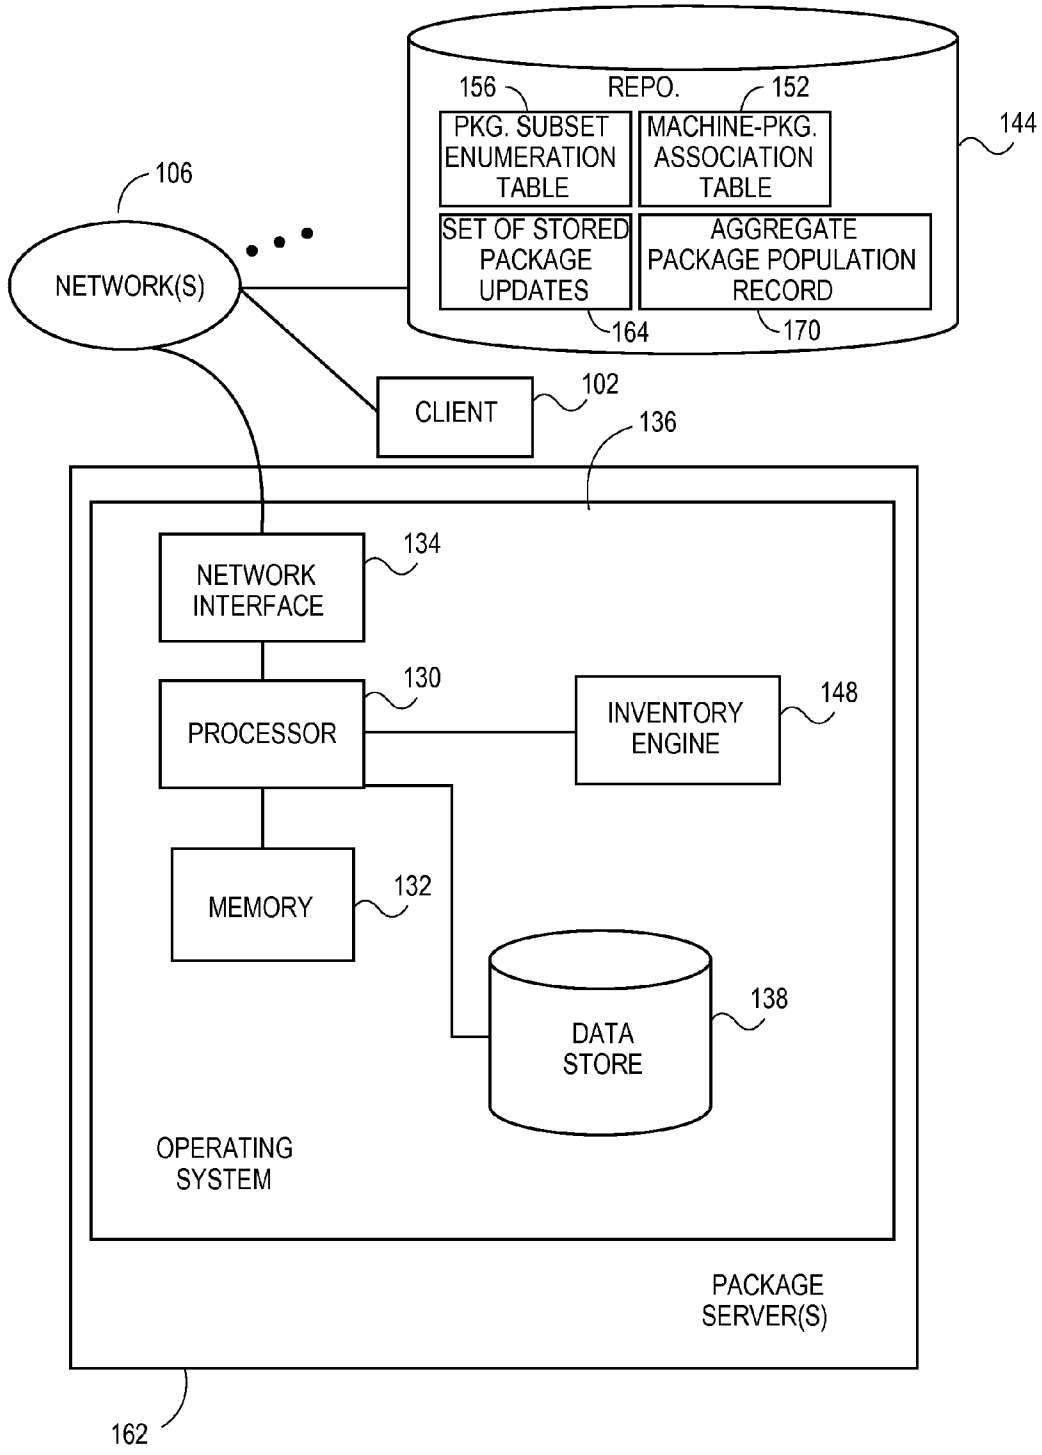 REPO.
156
152
PKG. SUBSET
ENUMERATION
TABLE
MACHINE-PKG.
ASSOCIATION
TABLE
144
SET OF STORED
PACKAGE
UPDATES
AGGREGATE
PACKAGE POPULATION
RECORD
164
170
106
NETWORK(S)
CLIENT
102
136
134
NETWORK
INTERFACE
130
PROCESSOR
148
INVENTORY
ENGINE
132
MEMORY
138
DATA
STORE
OPERATING
SYSTEM
PACKAGE
SERVER(S)
162